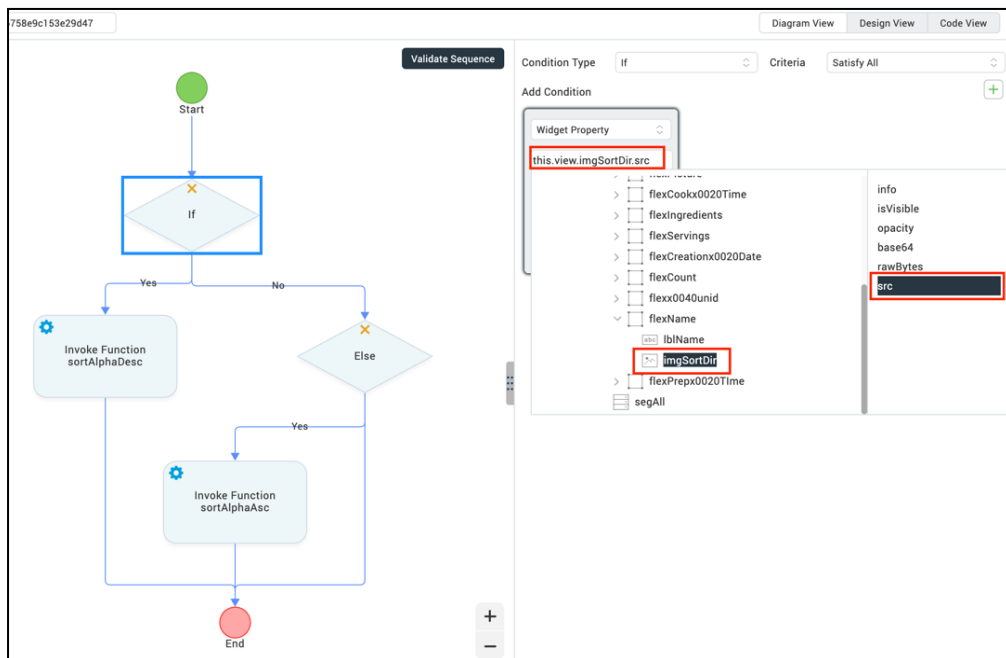 758e9c153e29d47
Diagram View
Design View
Code View
Validate Sequence
Start
If
Yes
No
Invoke Function
sortAlphaDesc
Else
Yes
Invoke Function
sortAlphaAsc
End
Condition Type
If
Criteria
Satisfy All
Add Condition
Widget Property
this.view.imgSortDir.src
flexCookx0020Time
flexIngredients
flexServings
flexCreationx0020Date
flexCount
flexx0040unid
flexName
abc lblName
imgSortDir
flexPrepx0020TIme
segAll
info
isVisible
opacity
base64
rawBytes
src